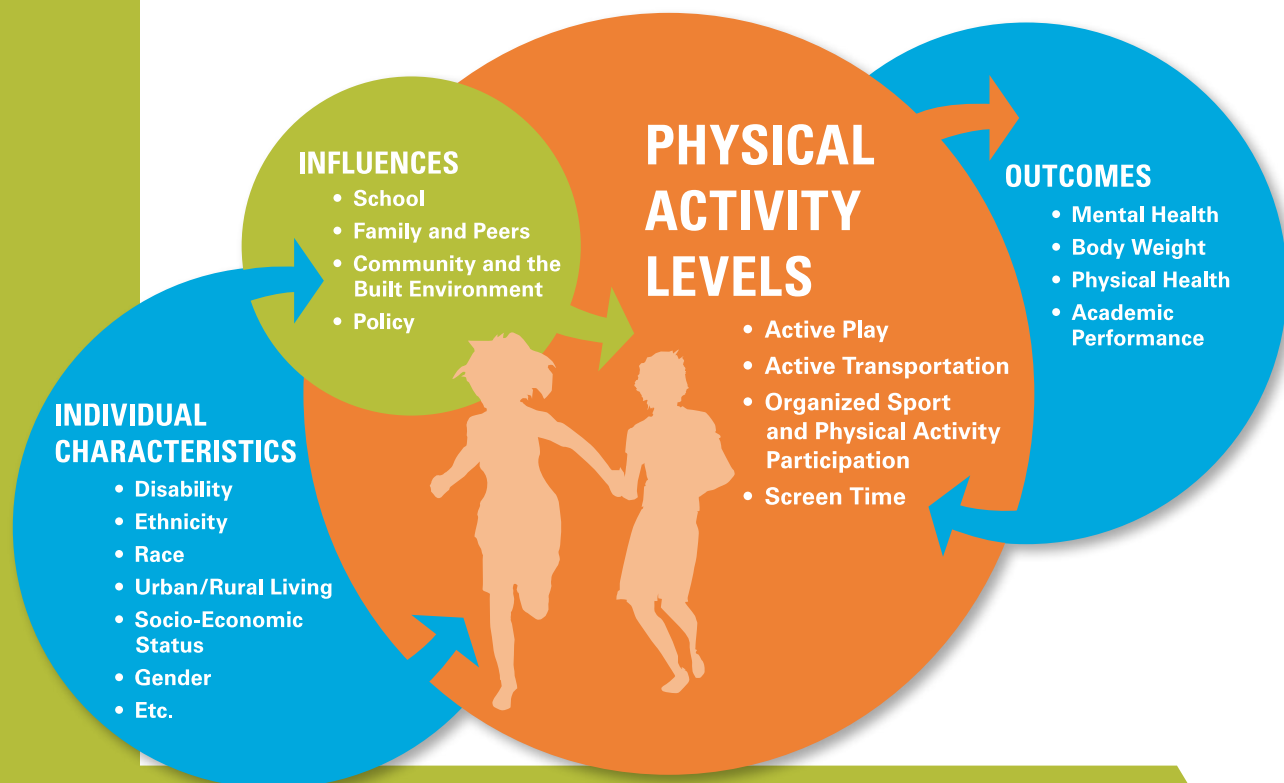 INFLUENCES
• School
• Family and Peers
• Community and the
Built Environment
• Policy
PHYSICAL
ACTIVITY
LEVELS
• Active Play
• Active Transportation
• Organized Sport
and Physical Activity
Participation
• Screen Time
OUTCOMES
• Mental Health
• Body Weight
• Physical Health
• Academic
Performance
INDIVIDUAL
CHARACTERISTICS
• Disability
• Ethnicity
• Race
• Urban/Rural Living
• Socio-Economic
Status
• Gender
• Etc.